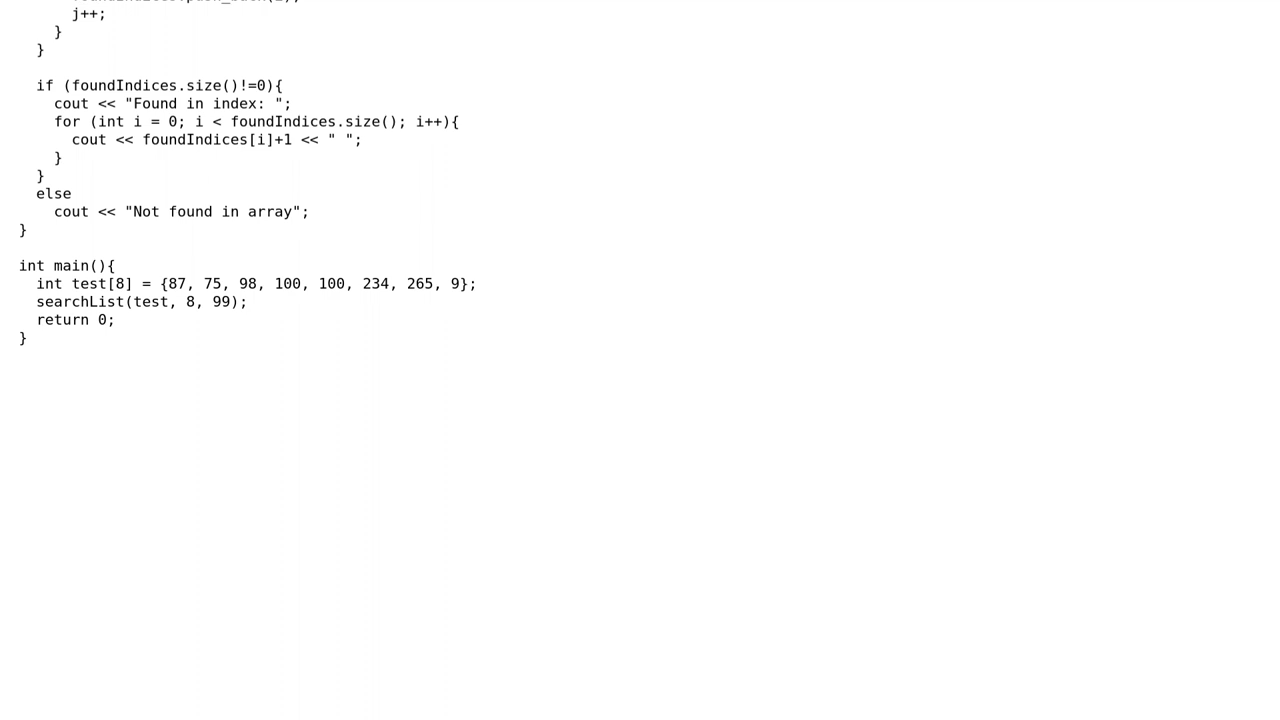 j++;
    }
  }

  if (foundIndices.size()!=0){
    cout << "Found in index: ";
    for (int i = 0; i < foundIndices.size(); i++){
      cout << foundIndices[i]+1 << " ";
    }
  }
  else
    cout << "Not found in array";
}

int main(){
  int test[8] = {87, 75, 98, 100, 100, 234, 265, 9};
  searchList(test, 8, 99);
  return 0;
}